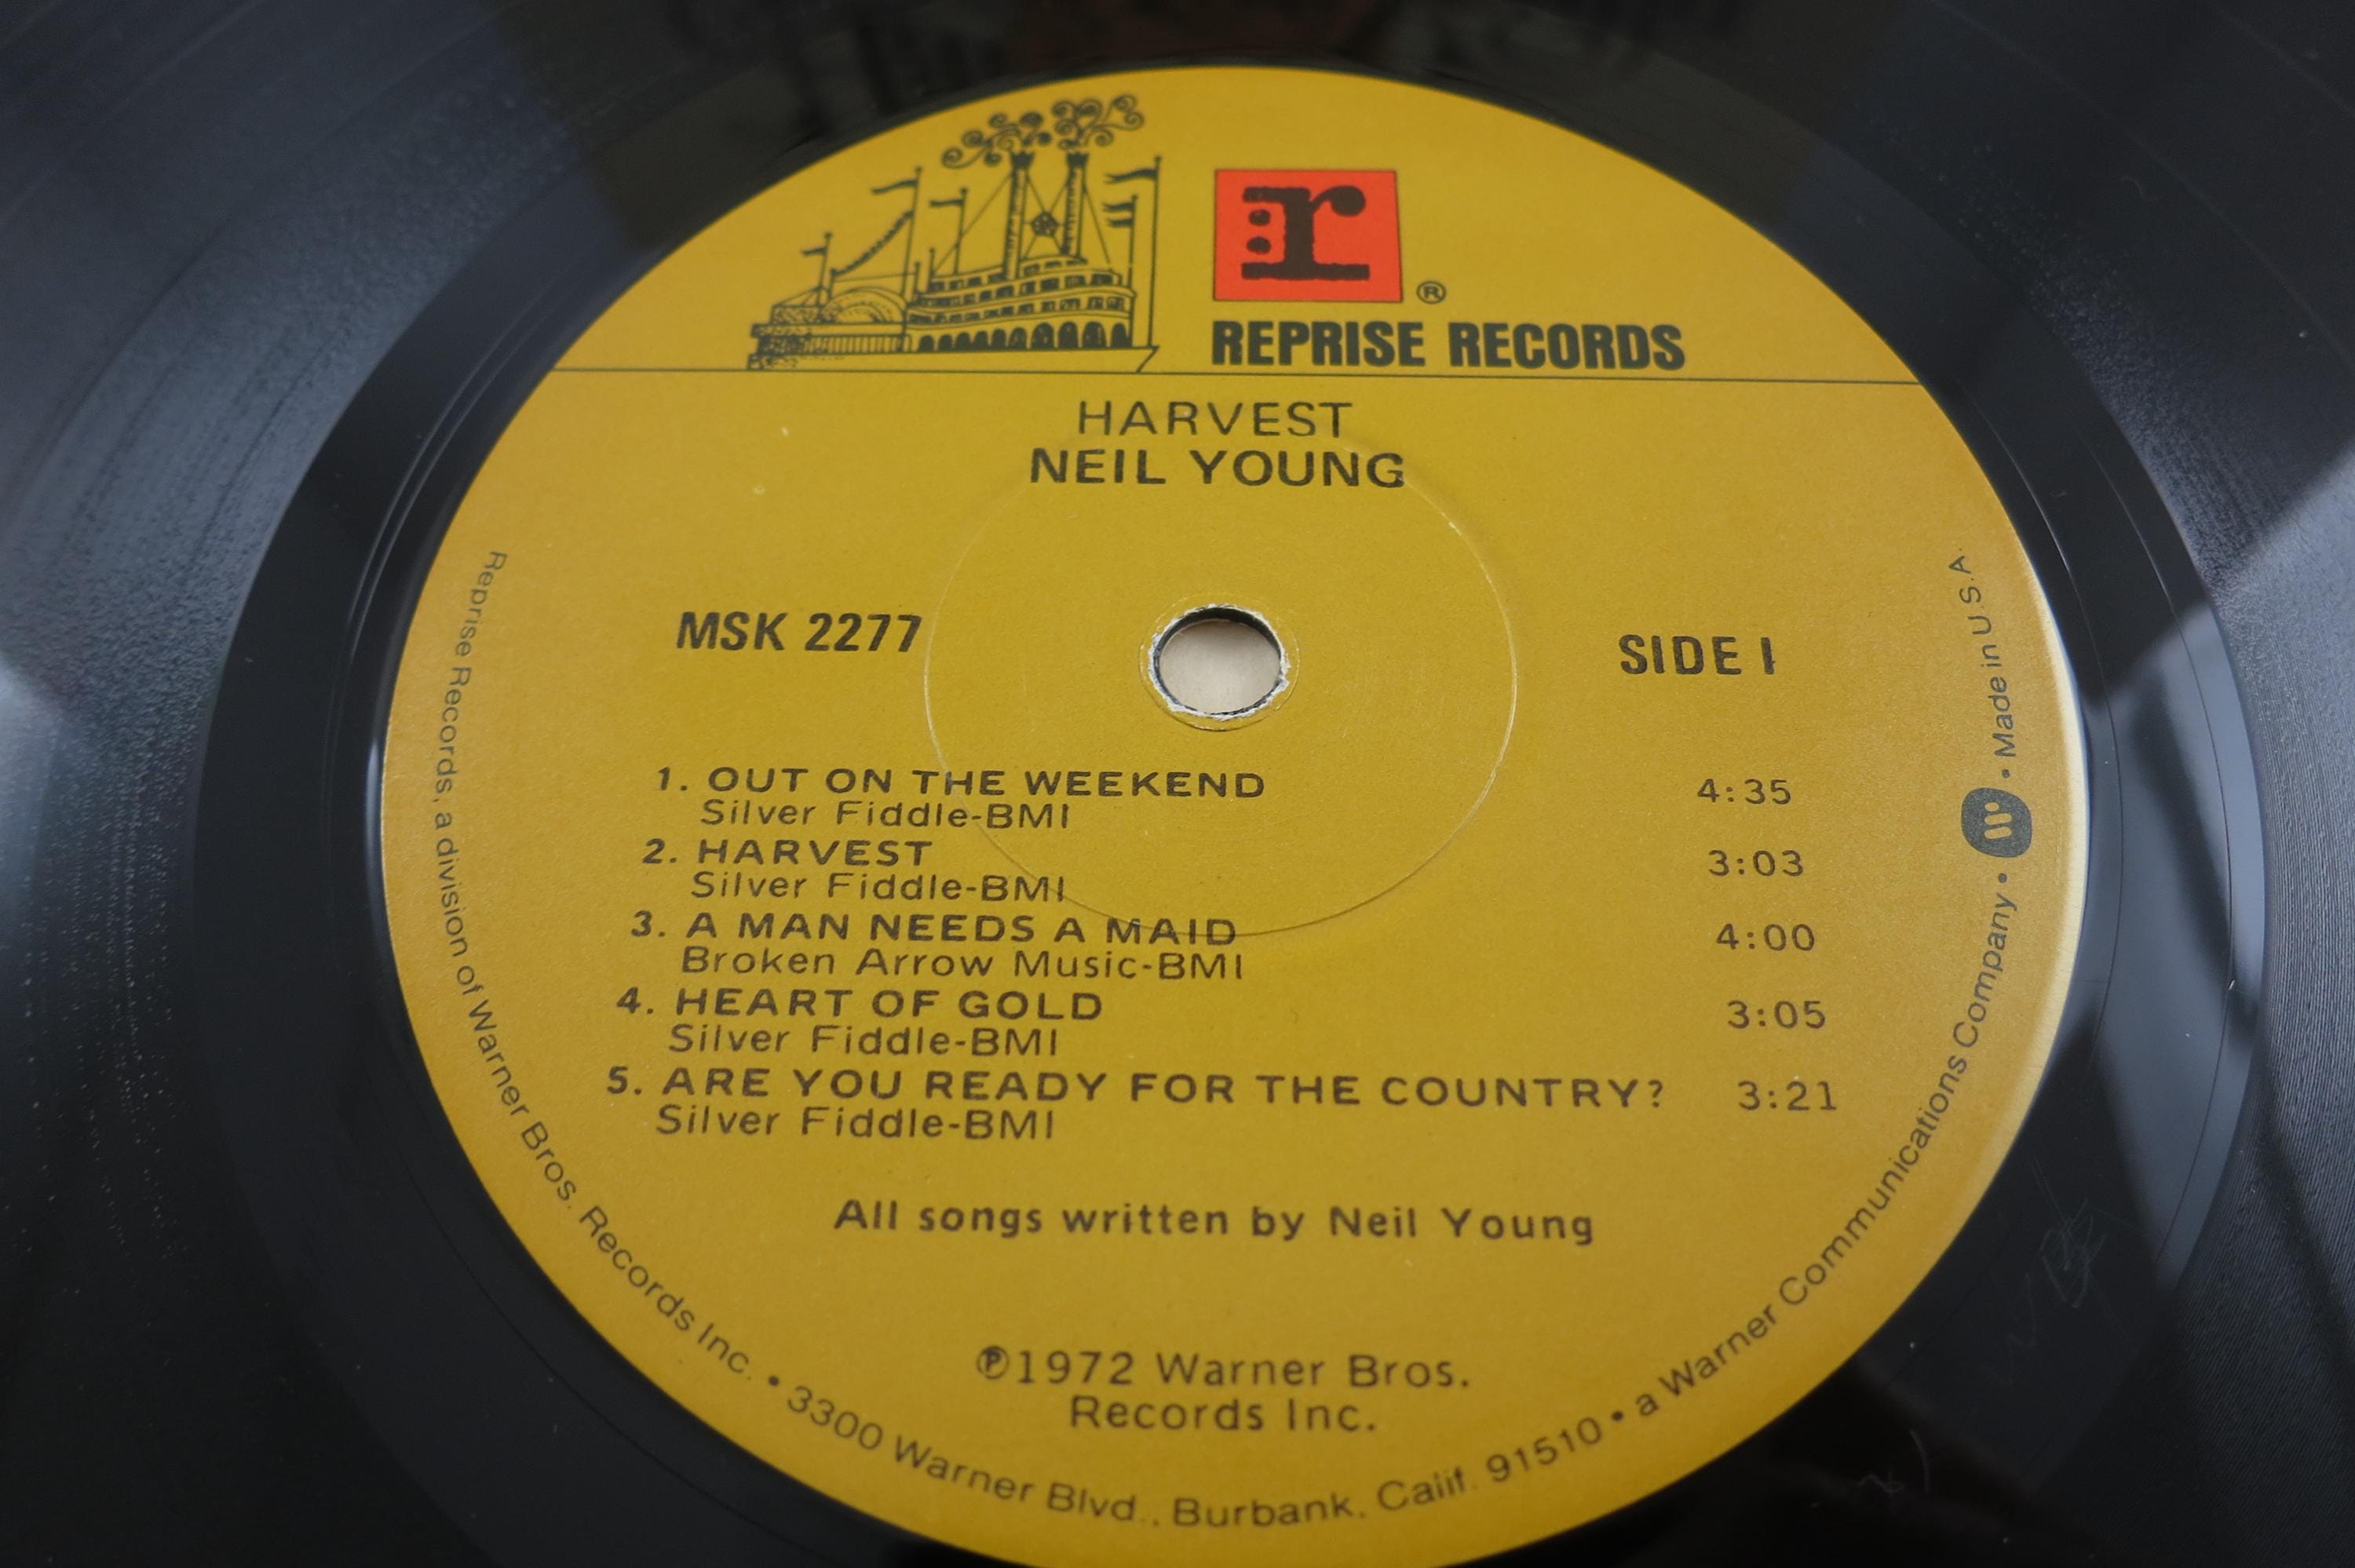 r
®
REPRISE RECORDS
HARVEST
NEIL YOUNG
MSK 2277
SIDE 1
1. OUT ON THE WEEKEND 4:35
Silver Fiddle-BMI
2. HARVEST 3:03
Silver Fiddle-BMI
3. A MAN NEEDS A MAID 4:00
Broken Arrow Music-BMI
4. HEART OF GOLD 3:05
Silver Fiddle-BMI
5. ARE YOU READY FOR THE COUNTRY? 3:21
Silver Fiddle-BMI
All songs written by Neil Young
℗1972 Warner Bros.
Records Inc.
Reprise Records, a division of Warner Bros. Records Inc. • 3300 Warner Blvd., Burbank, Calif. 91510 • a Warner Communications Company • W • Made in U.S.A.